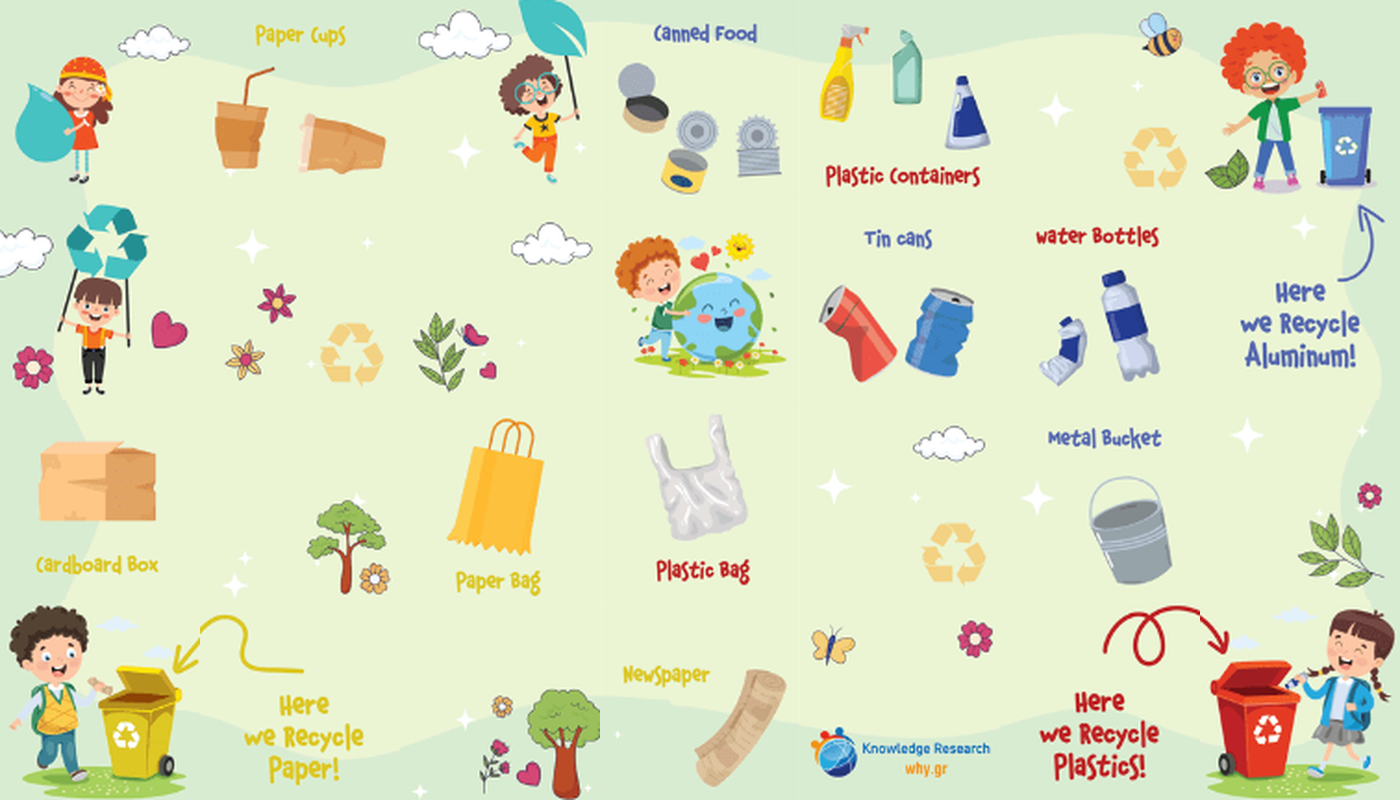 Paper Cups
Canned Food
Plastic Containers
Tin cans
water Bottles
Here
we Recycle
Aluminum!
Metal Bucket
Cardboard Box
Paper Bag
Plastic Bag
Here
we Recycle
Paper!
Newspaper
Knowledge Research
why.gr
Here
we Recycle
Plastics!